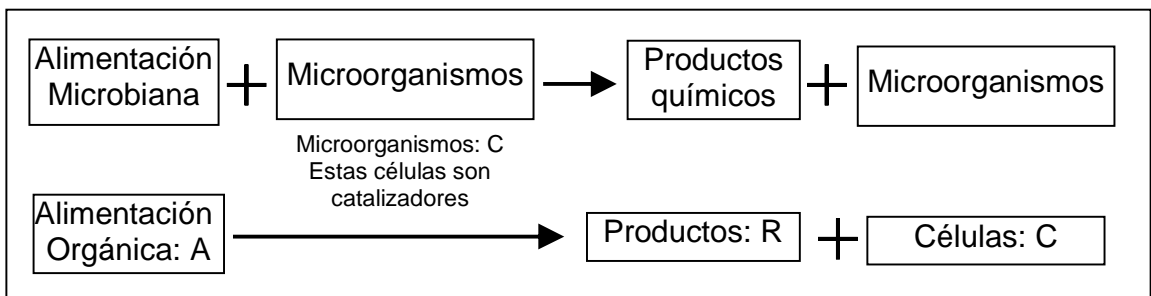 Alimentación
Microbiana
+
Microorganismos
Productos
químicos
+
Microorganismos
Microorganismos: C
Estas células son
catalizadores
Alimentación
Orgánica: A
Productos: R
+
Células: C